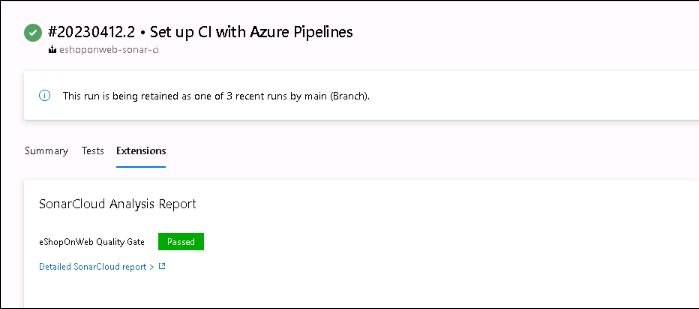 #20230412.2 • Set up CI with Azure Pipelines
eshoponweb-sonar-ci
This run is being retained as one of 3 recent runs by main (Branch).
Summary Tests Extensions
SonarCloud Analysis Report
eShopOnWeb Quality Gate Passed
Detailed SonarCloud report >